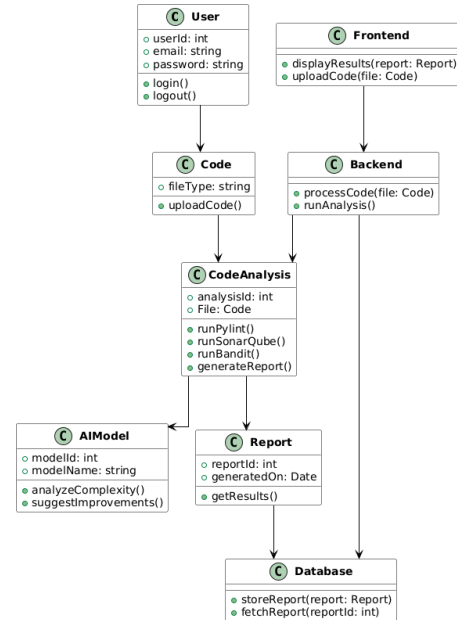 C User
userId: int
email: string
password: string
login()
logout()
C Frontend
displayResults(report: Report)
uploadCode(file: Code)
C Code
fileType: string
uploadCode()
C Backend
processCode(file: Code)
runAnalysis()
C CodeAnalysis
analysisId: int
File: Code
runPylint()
runSonarQube()
runBandit()
generateReport()
C AIModel
modelId: int
modelName: string
analyzeComplexity()
suggestImprovements()
C Report
reportId: int
generatedOn: Date
getResults()
C Database
storeReport(report: Report)
fetchReport(reportId: int)